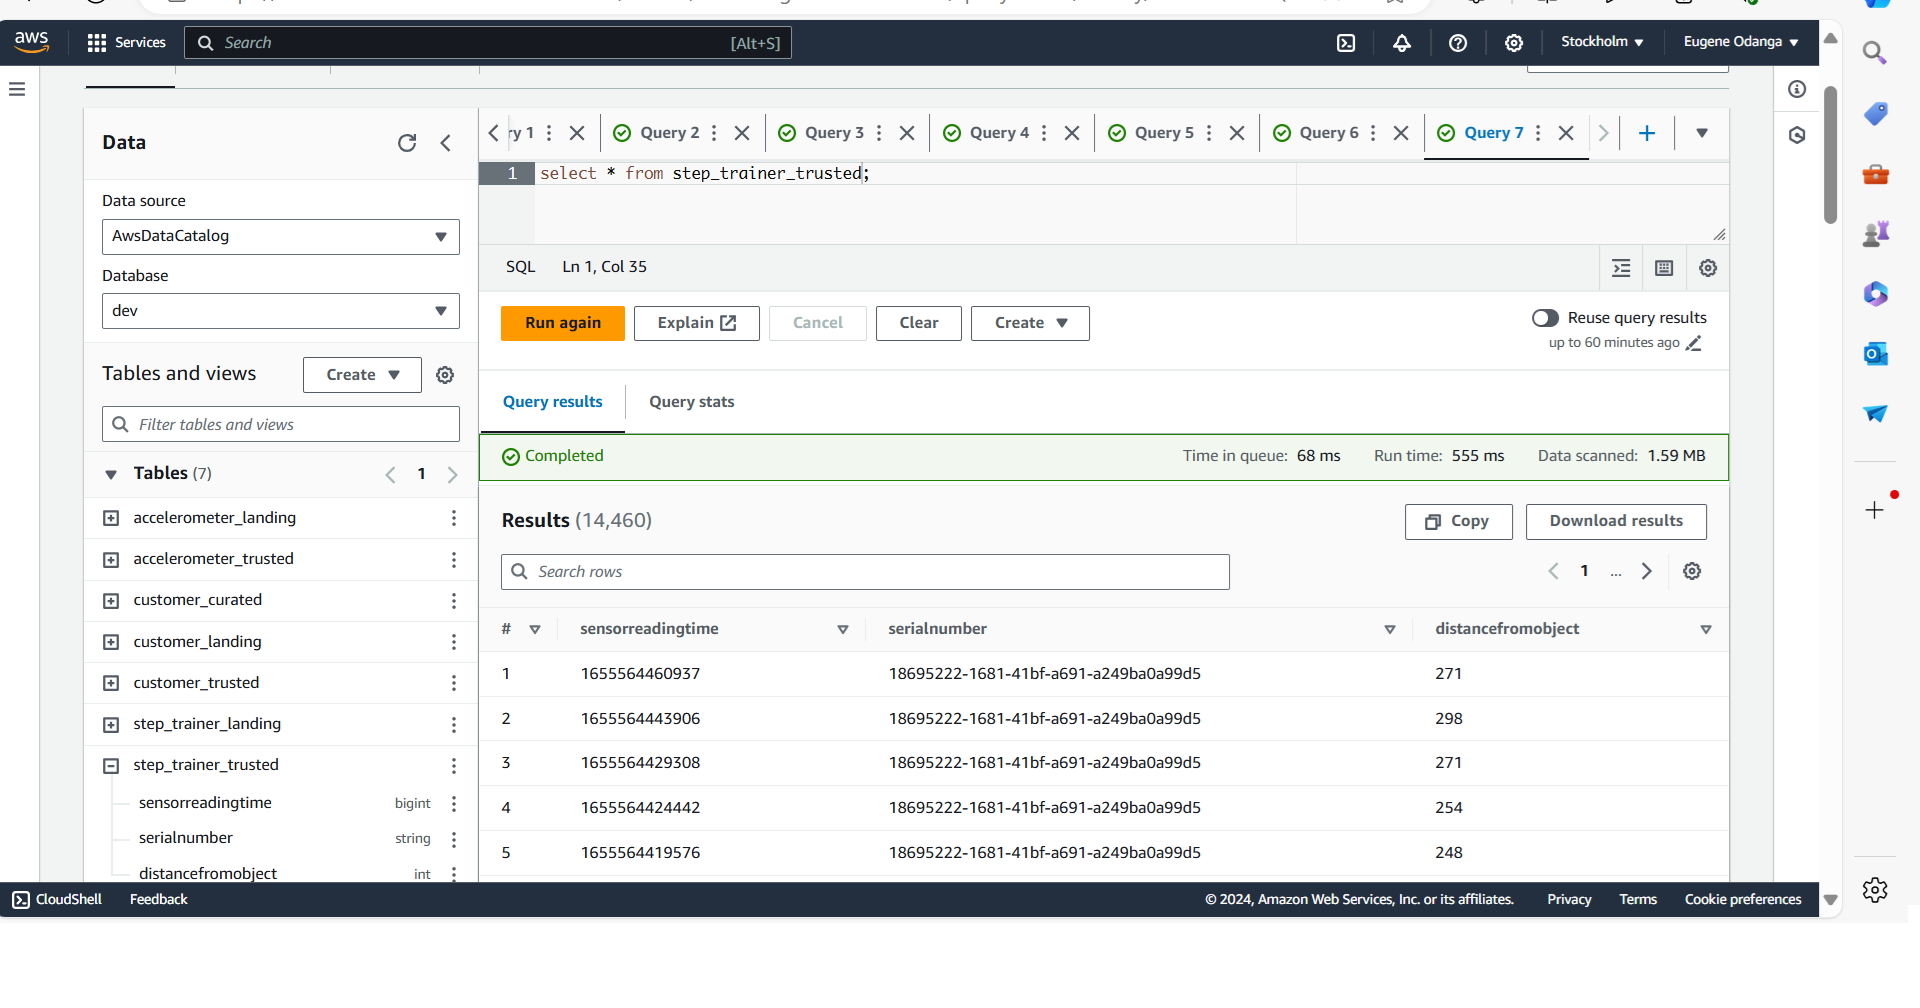 aws
Services
Search [Alt+S]
Stockholm
Eugene Odanga
Data
Data source
AwsDataCatalog
Database
dev
Tables and views
Create
Filter tables and views
Tables (7)
1
accelerometer_landing
accelerometer_trusted
customer_curated
customer_landing
customer_trusted
step_trainer_landing
step_trainer_trusted
sensorreadingtime bigint
serialnumber string
distancefromobject int
ry 1
Query 2
Query 3
Query 4
Query 5
Query 6
Query 7
1 select * from step_trainer_trusted;
SQL Ln 1, Col 35
Run again
Explain
Cancel
Clear
Create
Reuse query results
up to 60 minutes ago
Query results
Query stats
Completed
Time in queue: 68 ms Run time: 555 ms Data scanned: 1.59 MB
Results (14,460)
Copy
Download results
Search rows
1 ...
# sensorreadingtime serialnumber distancefromobject
1 1655564460937 18695222-1681-41bf-a691-a249ba0a99d5 271
2 1655564443906 18695222-1681-41bf-a691-a249ba0a99d5 298
3 1655564429308 18695222-1681-41bf-a691-a249ba0a99d5 271
4 1655564424442 18695222-1681-41bf-a691-a249ba0a99d5 254
5 1655564419576 18695222-1681-41bf-a691-a249ba0a99d5 248
CloudShell
Feedback
© 2024, Amazon Web Services, Inc. or its affiliates.
Privacy
Terms
Cookie preferences